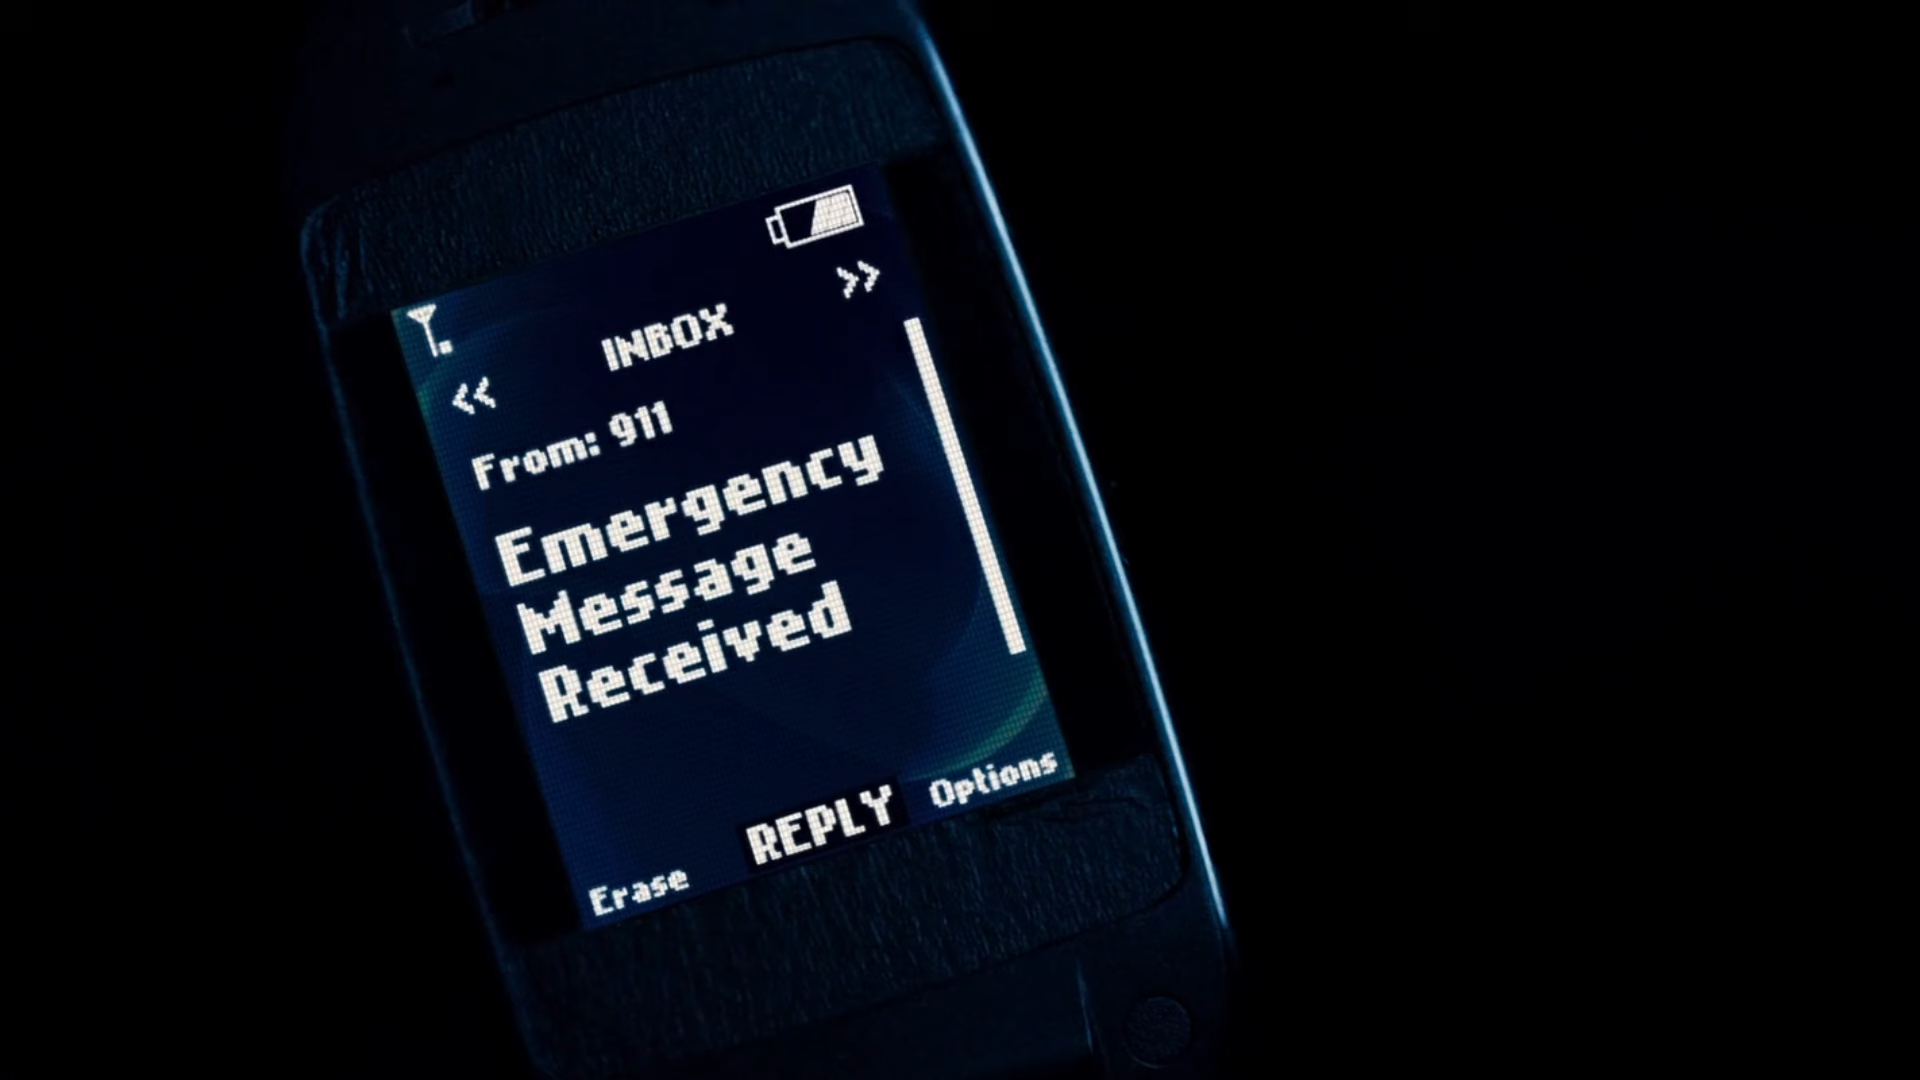 >>
INBOX
<<
From: 911
Emergency
Message
Received
REPLY
Options
Erase